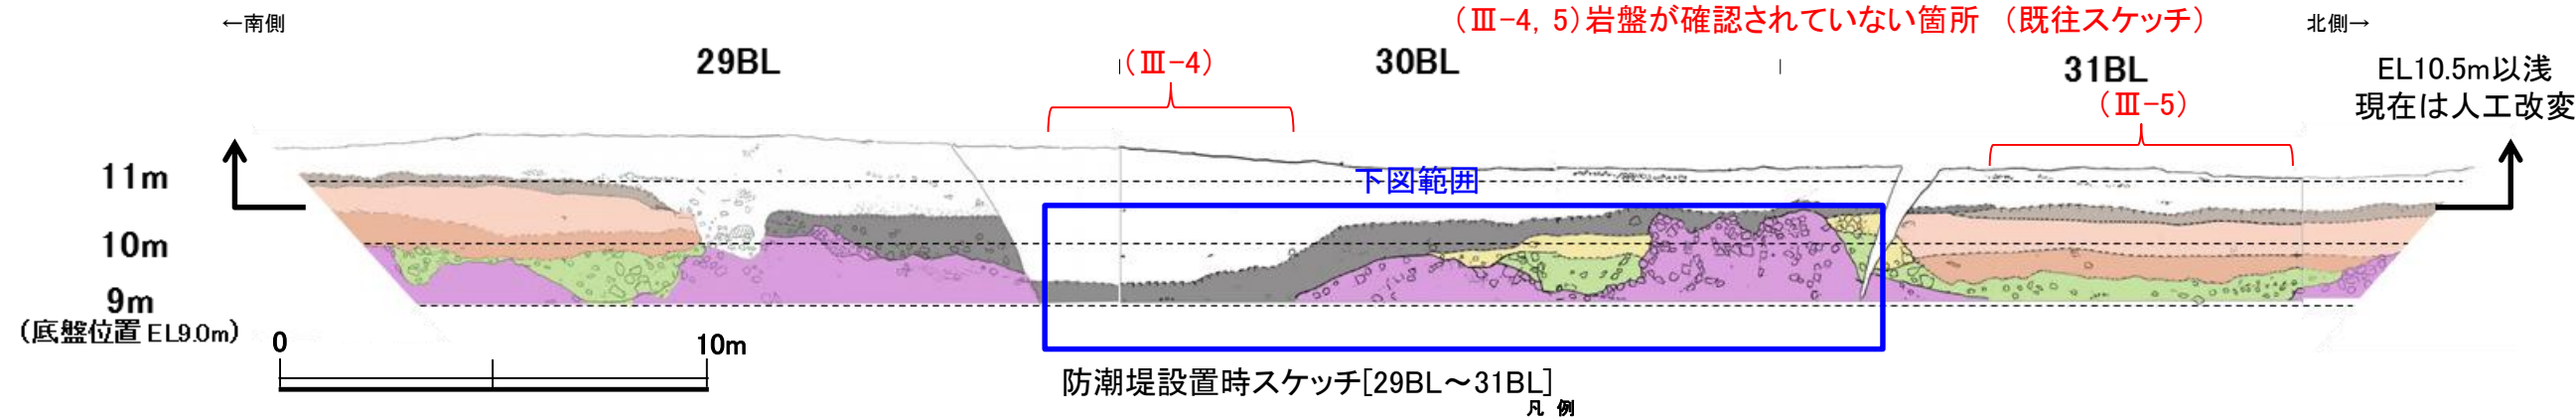 ←南側
(Ⅲ-4, 5)岩盤が確認されていない箇所 (既往スケッチ)
北側→
29BL
(Ⅲ-4)
30BL
31BL
(Ⅲ-5)
EL10.5m以浅
現在は人工改変
11m
下図範囲
10m
9m
(底盤位置 EL9.0m)
0
10m
防潮堤設置時スケッチ[29BL～31BL]
凡 例